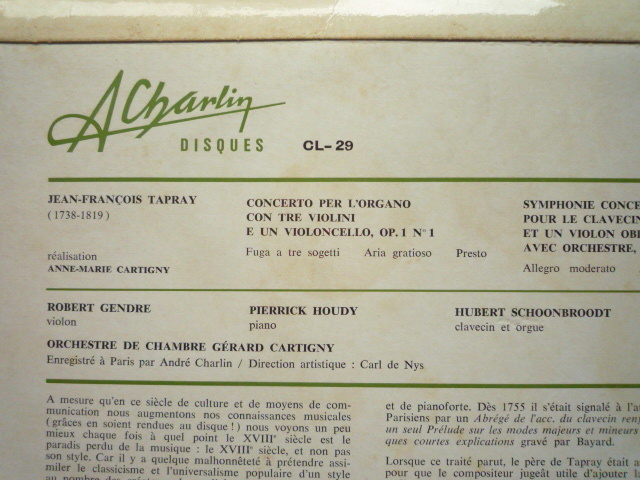 A Charlin
DISQUES CL-29
JEAN-FRANÇOIS TAPRAY
(1738-1819)
réalisation
ANNE-MARIE CARTIGNY
CONCERTO PER L'ORGANO
CON TRE VIOLINI
E UN VIOLONCELLO, OP. 1 N° 1
Fuga a tre sogetti Aria gratioso Presto
SYMPHONIE CONCE
POUR LE CLAVECIN
ET UN VIOLON OBL
AVEC ORCHESTRE,
Allegro moderato
ROBERT GENDRE
violon
PIERRICK HOUDY
piano
HUBERT SCHOONBROODT
clavecin et orgue
ORCHESTRE DE CHAMBRE GÉRARD CARTIGNY
Enregistré à Paris par André Charlin / Direction artistique : Carl de Nys
A mesure qu'en ce siècle de culture et de moyens de com-
munication nous augmentons nos connaissances musicales
(grâces en soient rendues au disque !) nous voyons un peu
mieux chaque fois à quel point le XVIIIe siècle est le
paradis perdu de la musique : le XVIIIe siècle, et non pas
son style. Car il y a quelque malhonnêteté à prétendre assi-
miler le classicisme et l'universalisme populaire d'un style
et de pianoforte. Dès 1755 il s'était signalé à l'a
Parisiens par un Abrégé de l'acc. du clavecin ren
un seul Prélude sur les modes majeurs et mineurs
ques courtes explications gravé par Bayard.
Lorsque ce traité parut, le père de Tapray était a
pour que le compositeur jugeât utile d'ajouter la